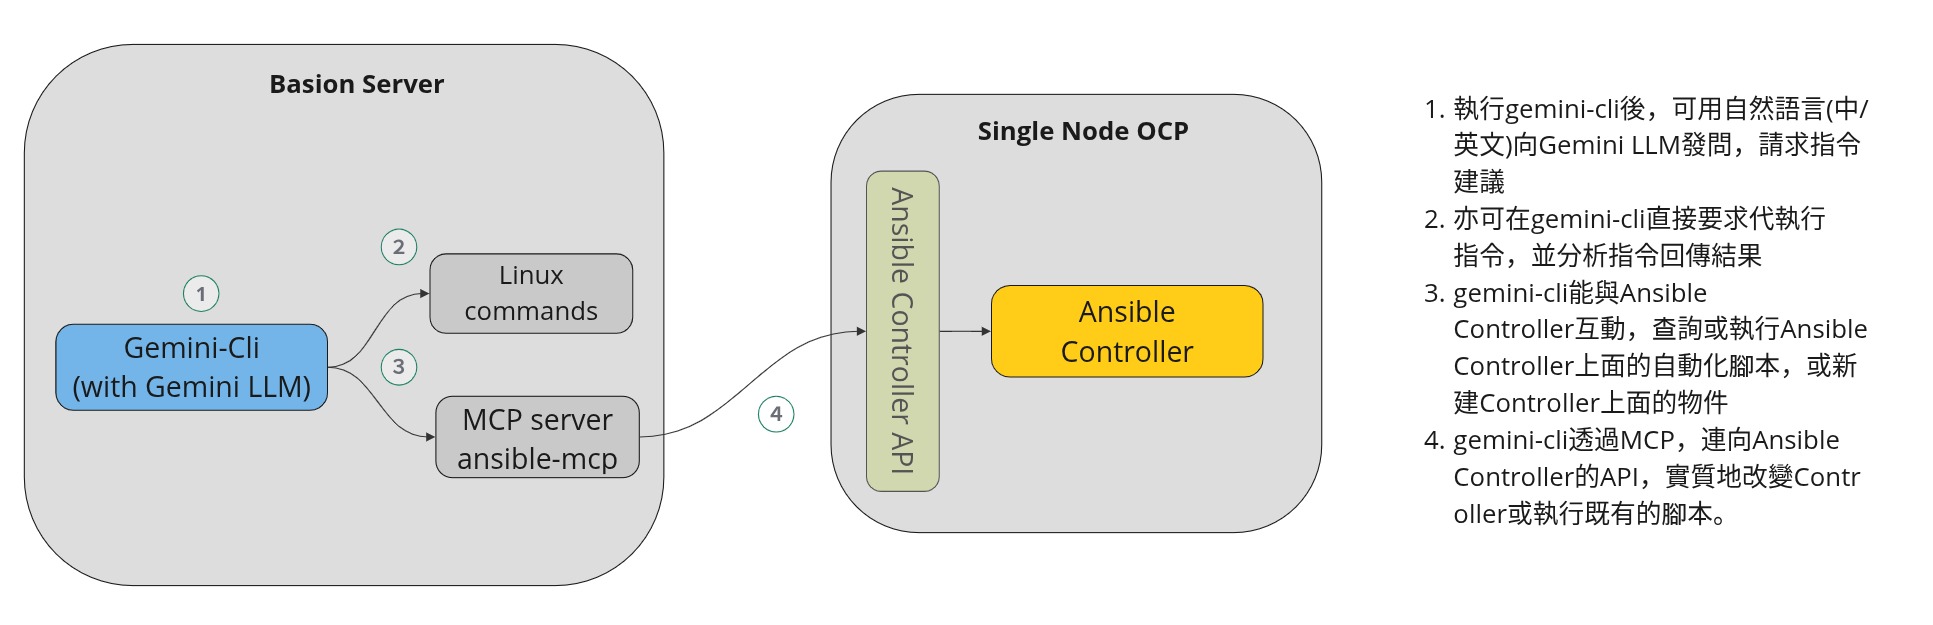 Basion Server
Single Node OCP
1
2
3
4
Gemini-Cli
(with Gemini LLM)
Linux
commands
MCP server
ansible-mcp
Ansible Controller API
Ansible
Controller
1. 執行gemini-cli後，可用自然語言(中/
英文)向Gemini LLM發問，請求指令
建議
2. 亦可在gemini-cli直接要求代執行
指令，並分析指令回傳結果
3. gemini-cli能與Ansible
Controller互動，查詢或執行Ansible
Controller上面的自動化腳本，或新
建Controller上面的物件
4. gemini-cli透過MCP，連向Ansible
Controller的API，實質地改變Contr
oller或執行既有的腳本。